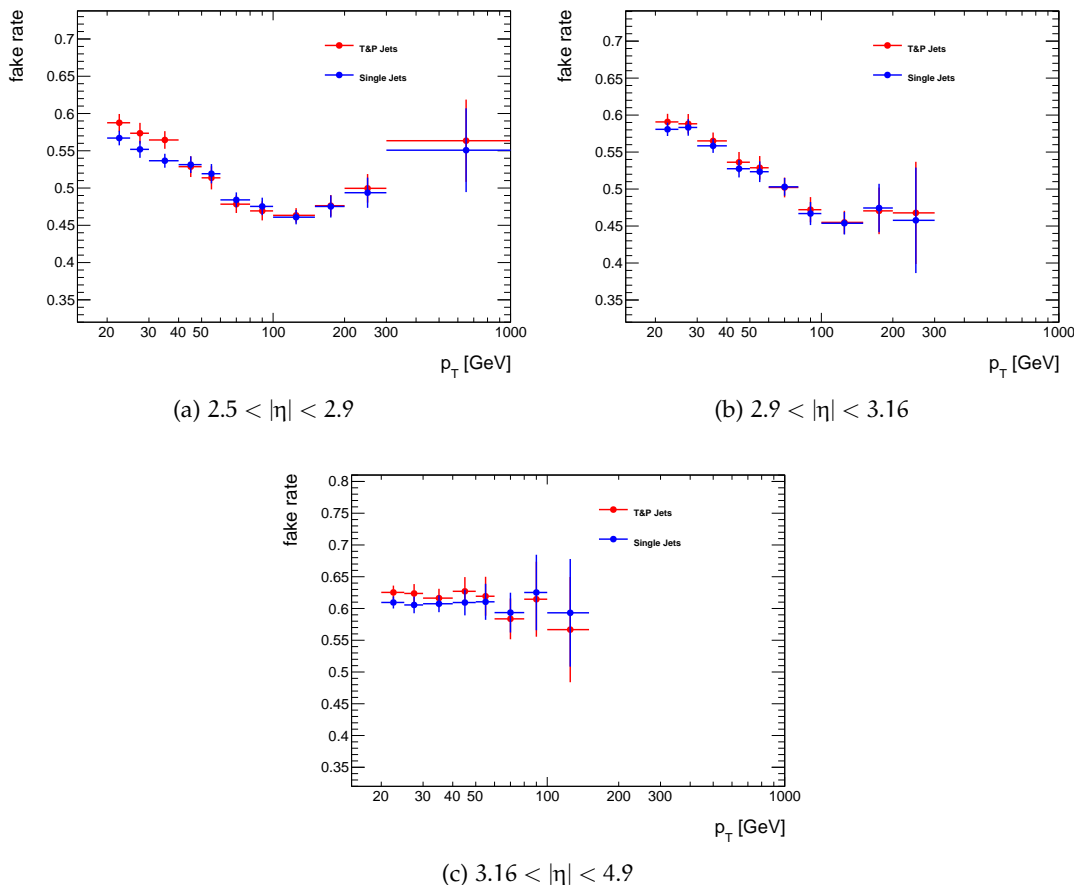 fake rate
0.7
0.65
0.6
0.55
0.5
0.45
0.4
0.35
T&P Jets
Single Jets
20 30 40 50 100 200 300 1000
p_T [GeV]
(a) 2.5 < |η| < 2.9
fake rate
0.7
0.65
0.6
0.55
0.5
0.45
0.4
0.35
T&P Jets
Single Jets
20 30 40 50 100 200 300 1000
p_T [GeV]
(b) 2.9 < |η| < 3.16
fake rate
0.8
0.75
0.7
0.65
0.6
0.55
0.5
0.45
0.4
0.35
T&P Jets
Single Jets
20 30 40 50 100 200 300 1000
p_T [GeV]
(c) 3.16 < |η| < 4.9